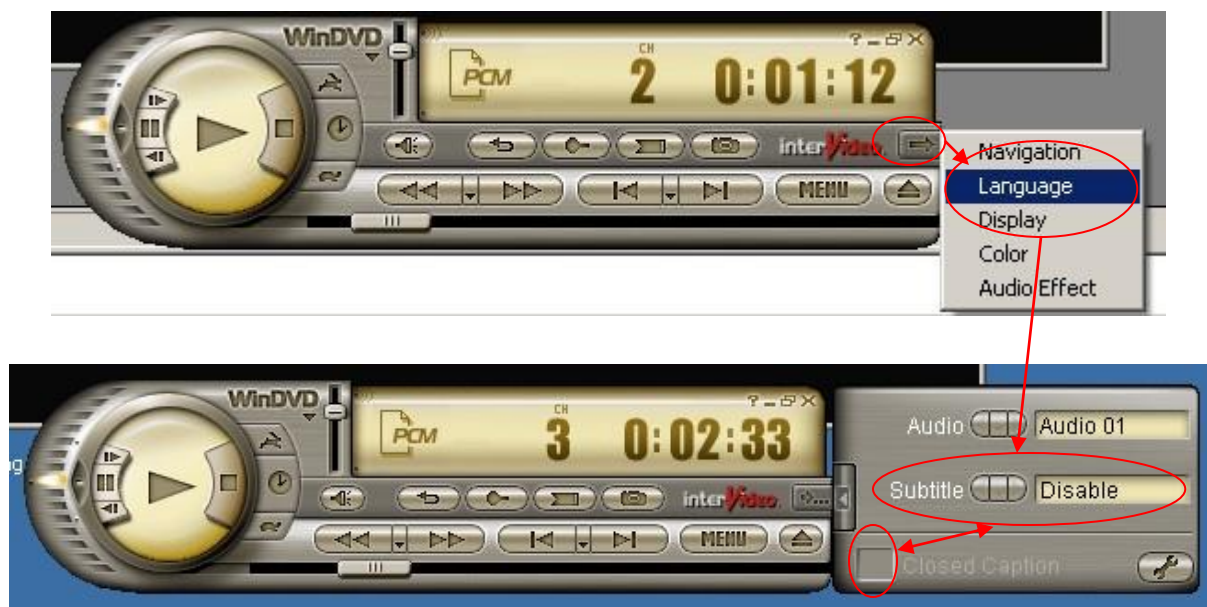 WinDVD
PCM
CH
2 0:01:12
interVideo.
MENU
Navigation
Language
Display
Color
Audio Effect
WinDVD
PCM
CH
3 0:02:33
interVideo.
MENU
Audio Audio 01
Subtitle Disable
Closed Caption